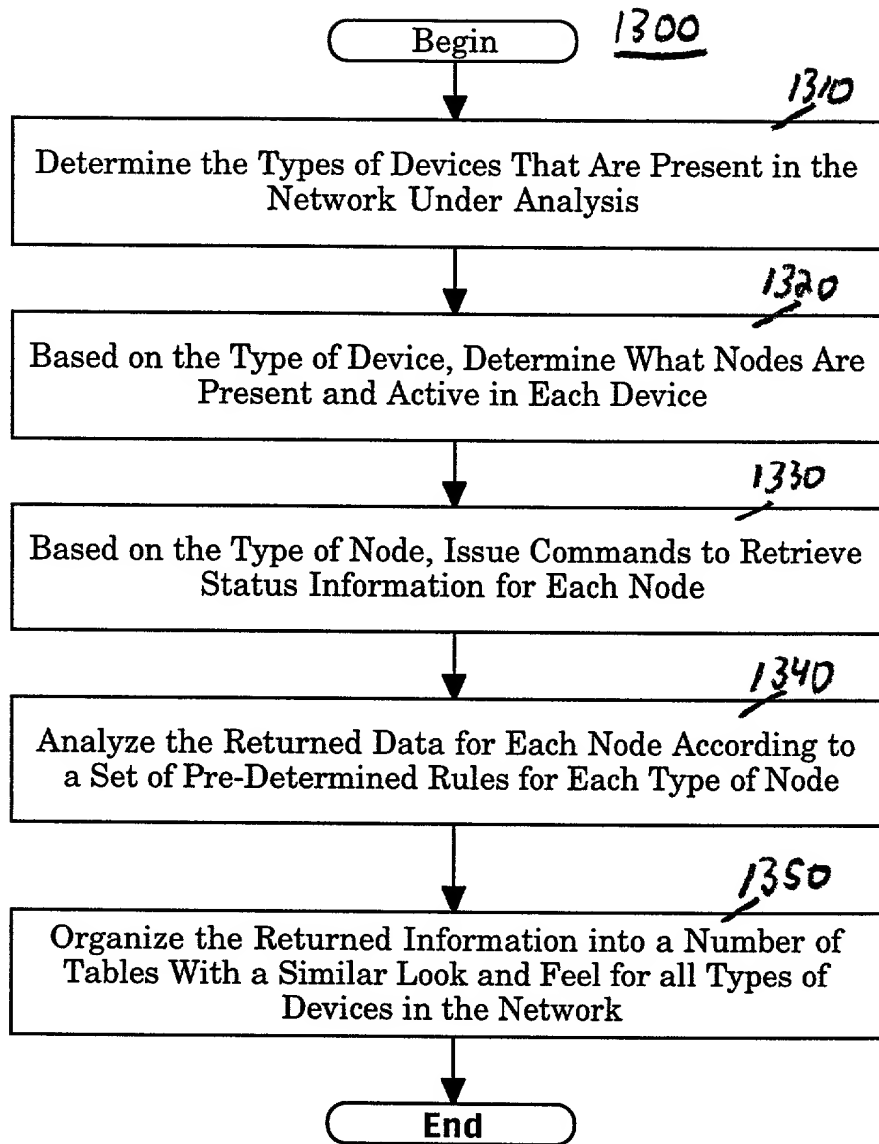 Begin 1300
1310
Determine the Types of Devices That Are Present in the
Network Under Analysis
1320
Based on the Type of Device, Determine What Nodes Are
Present and Active in Each Device
1330
Based on the Type of Node, Issue Commands to Retrieve
Status Information for Each Node
1340
Analyze the Returned Data for Each Node According to
a Set of Pre-Determined Rules for Each Type of Node
1350
Organize the Returned Information into a Number of
Tables With a Similar Look and Feel for all Types of
Devices in the Network
End